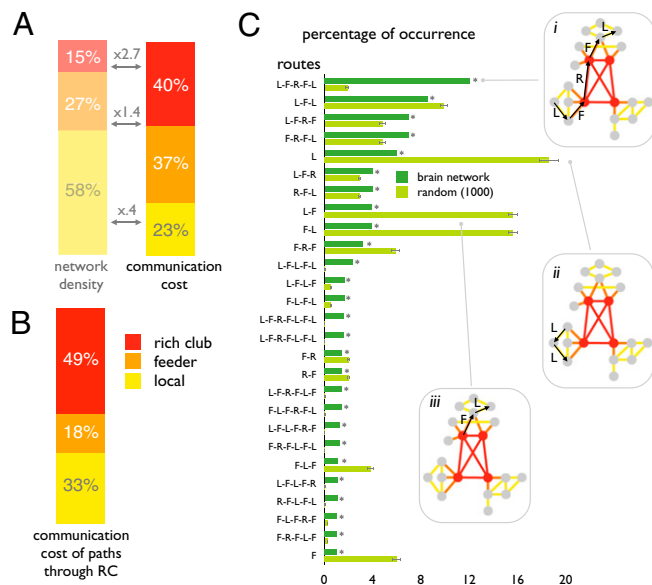 A
15%
27%
58%
x2.7
x1.4
x.4
40%
37%
23%
network
density
communication
cost
B
49%
18%
33%
rich club
feeder
local
communication
cost of paths
through RC
C
percentage of occurrence
routes
L-F-R-F-L *
L-F-L *
L-F-R-F *
F-R-F-L *
L *
L-F-R *
R-F-L *
L-F *
F-L *
F-R-F *
L-F-L-F-L *
L-F-L-F *
F-L-F-L *
L-F-R-F-L-F-L *
L-F-L-F-R-F-L *
F-R *
R-F *
L-F-R-F-L-F *
F-L-F-R-F-L *
L-F-L-F-R-F *
F-R-F-L-F-L *
F-L-F *
L-F-L-F-R *
R-F-L-F-L *
F-L-F-R-F *
F-R-F-L-F *
F *
0 4 8 12 16 20
brain network
random (1000)
i
L
F
R
L
F
ii
L
L
iii
L
F